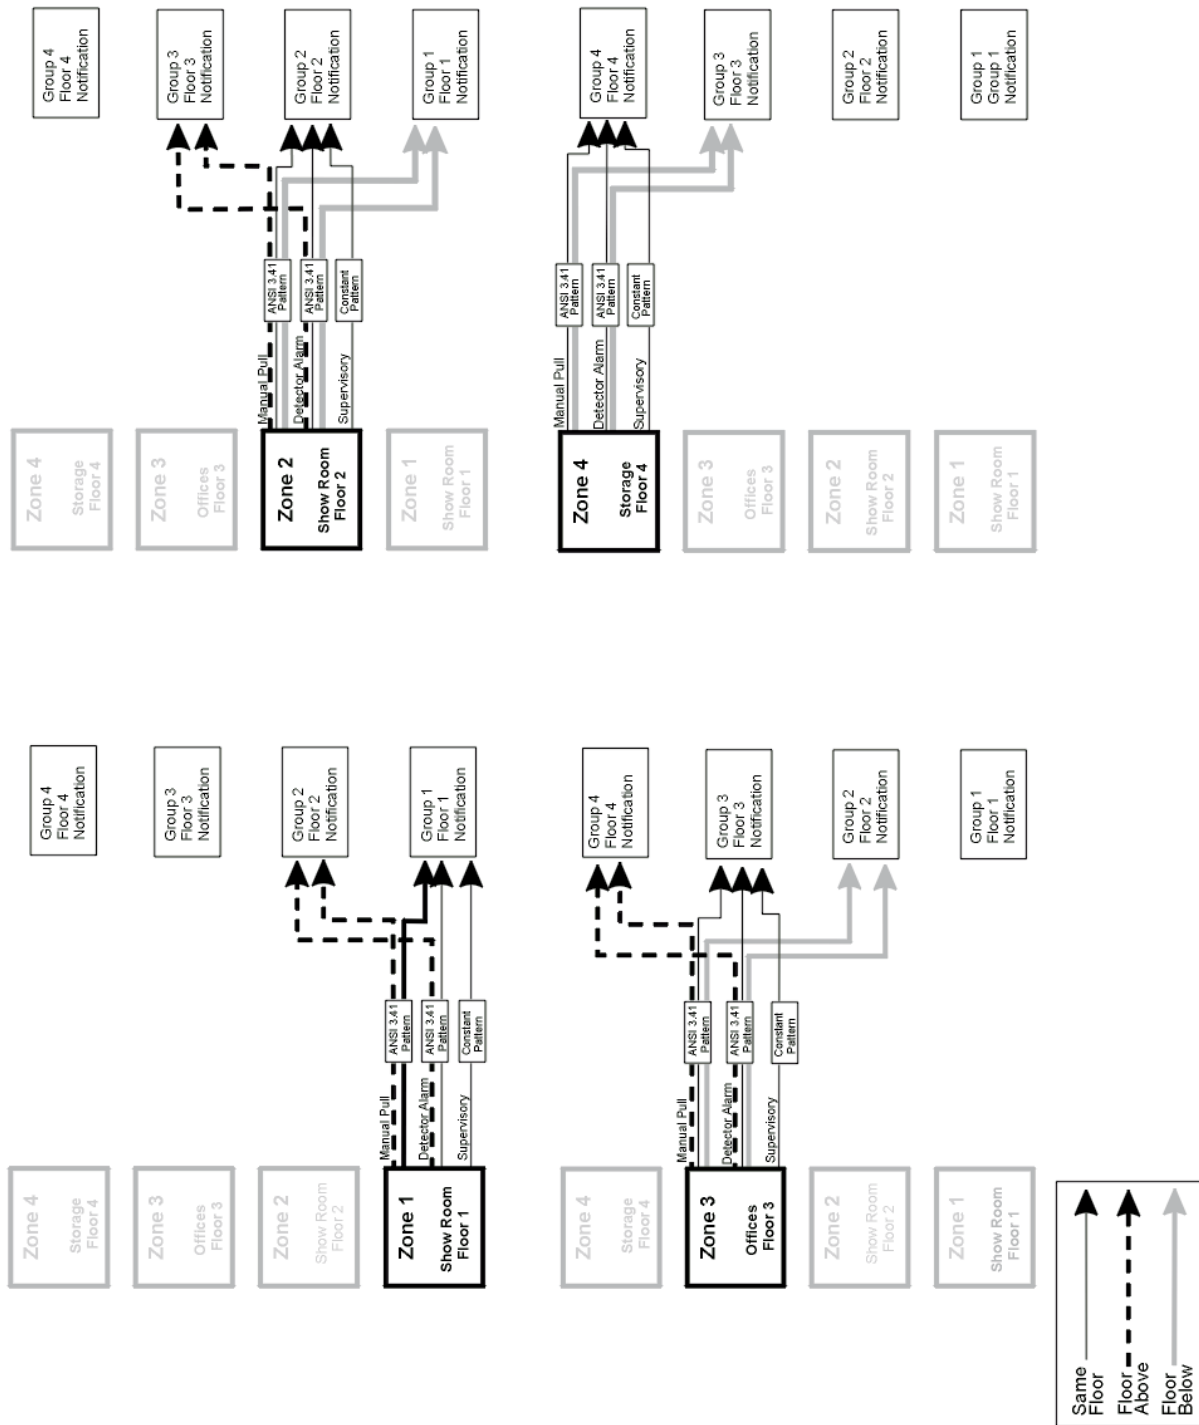 Zone 4
Storage
Floor 4
Group 4
Floor 4
Notification
Zone 3
Offices
Floor 3
Group 3
Floor 3
Notification
Zone 2
Show Room
Floor 2
Group 2
Floor 2
Notification
Zone 1
Show Room
Floor 1
Manual Pull
ANSI 3.41
Pattern
Detector Alarm
ANSI 3.41
Pattern
Supervisory
Constant
Pattern
Group 1
Floor 1
Notification
Zone 4
Storage
Floor 4
Group 4
Floor 4
Notification
Zone 3
Offices
Floor 3
Group 3
Floor 3
Notification
Zone 2
Show Room
Floor 2
Manual Pull
ANSI 3.41
Pattern
Detector Alarm
ANSI 3.41
Pattern
Supervisory
Constant
Pattern
Group 2
Floor 2
Notification
Zone 1
Show Room
Floor 1
Group 1
Floor 1
Notification
Zone 4
Storage
Floor 4
Group 4
Floor 4
Notification
Zone 3
Offices
Floor 3
Manual Pull
ANSI 3.41
Pattern
Detector Alarm
ANSI 3.41
Pattern
Supervisory
Constant
Pattern
Group 3
Floor 3
Notification
Zone 2
Show Room
Floor 2
Group 2
Floor 2
Notification
Zone 1
Show Room
Floor 1
Group 1
Floor 1
Notification
Zone 4
Storage
Floor 4
Manual Pull
ANSI 3.41
Pattern
Detector Alarm
ANSI 3.41
Pattern
Supervisory
Constant
Pattern
Group 4
Floor 4
Notification
Zone 3
Offices
Floor 3
Group 3
Floor 3
Notification
Zone 2
Show Room
Floor 2
Group 2
Floor 2
Notification
Zone 1
Show Room
Floor 1
Group 1
Group 1
Notification
Same
Floor
Floor
Above
Floor
Below